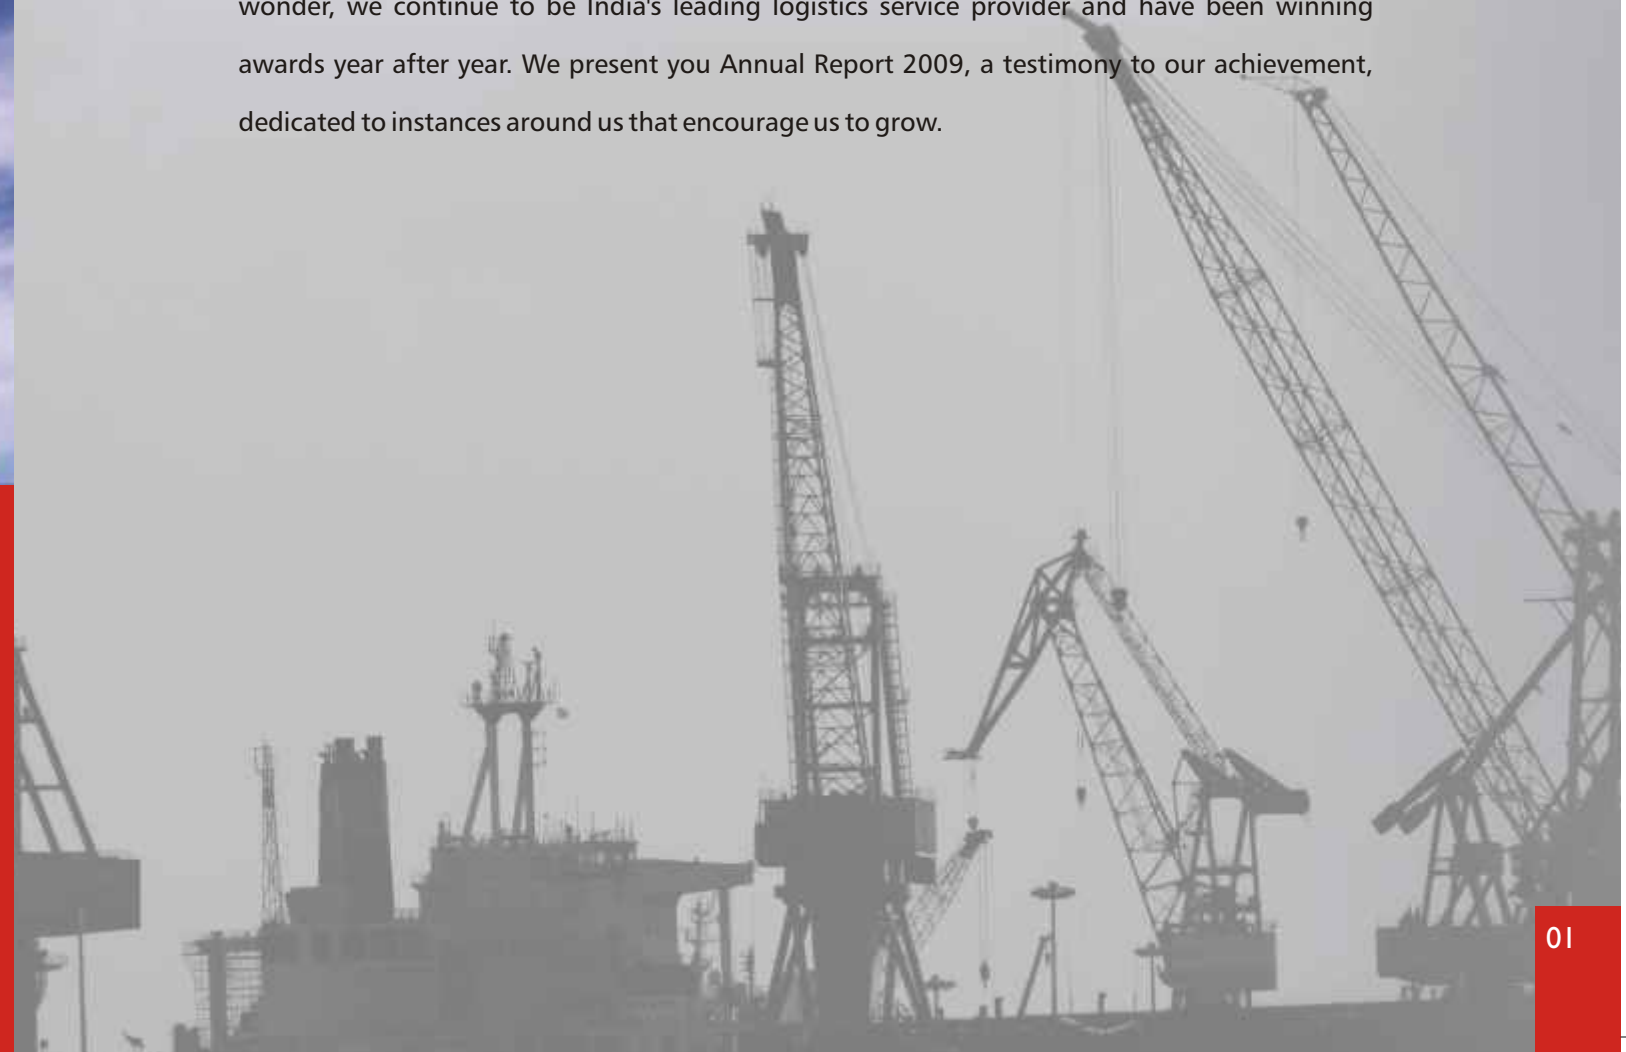 wonder, we continue to be India's leading logistics service provider and have been winning
awards year after year. We present you Annual Report 2009, a testimony to our achievement,
dedicated to instances around us that encourage us to grow.
01